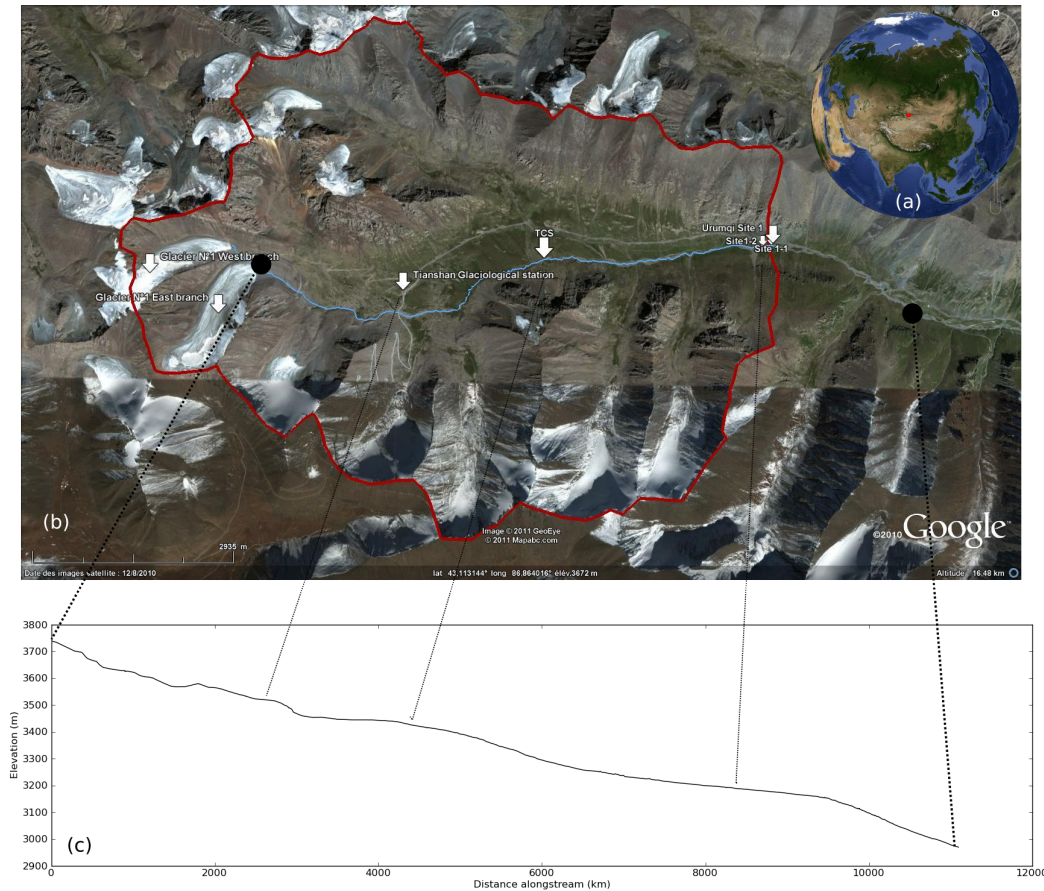 N
(a)
Urumqi Site 1
TCS
Site1-2
Site 1-1
Glacier N°1 West branch
Tianshan Glaciological station
Glacier N°1 East branch
(b)
Image © 2011 GeoEye
© 2011 Mapabc.com
©2010 Google
2935 m
Date des images satellite : 12/8/2010
lat 43.113144° long 86.864016° élév.3672 m
Altitude 16.48 km
3800
3700
3600
3500
3400
3300
3200
3100
3000
2900
Elevation (m)
(c)
0
2000
4000
6000
8000
10000
12000
Distance alongstream (km)